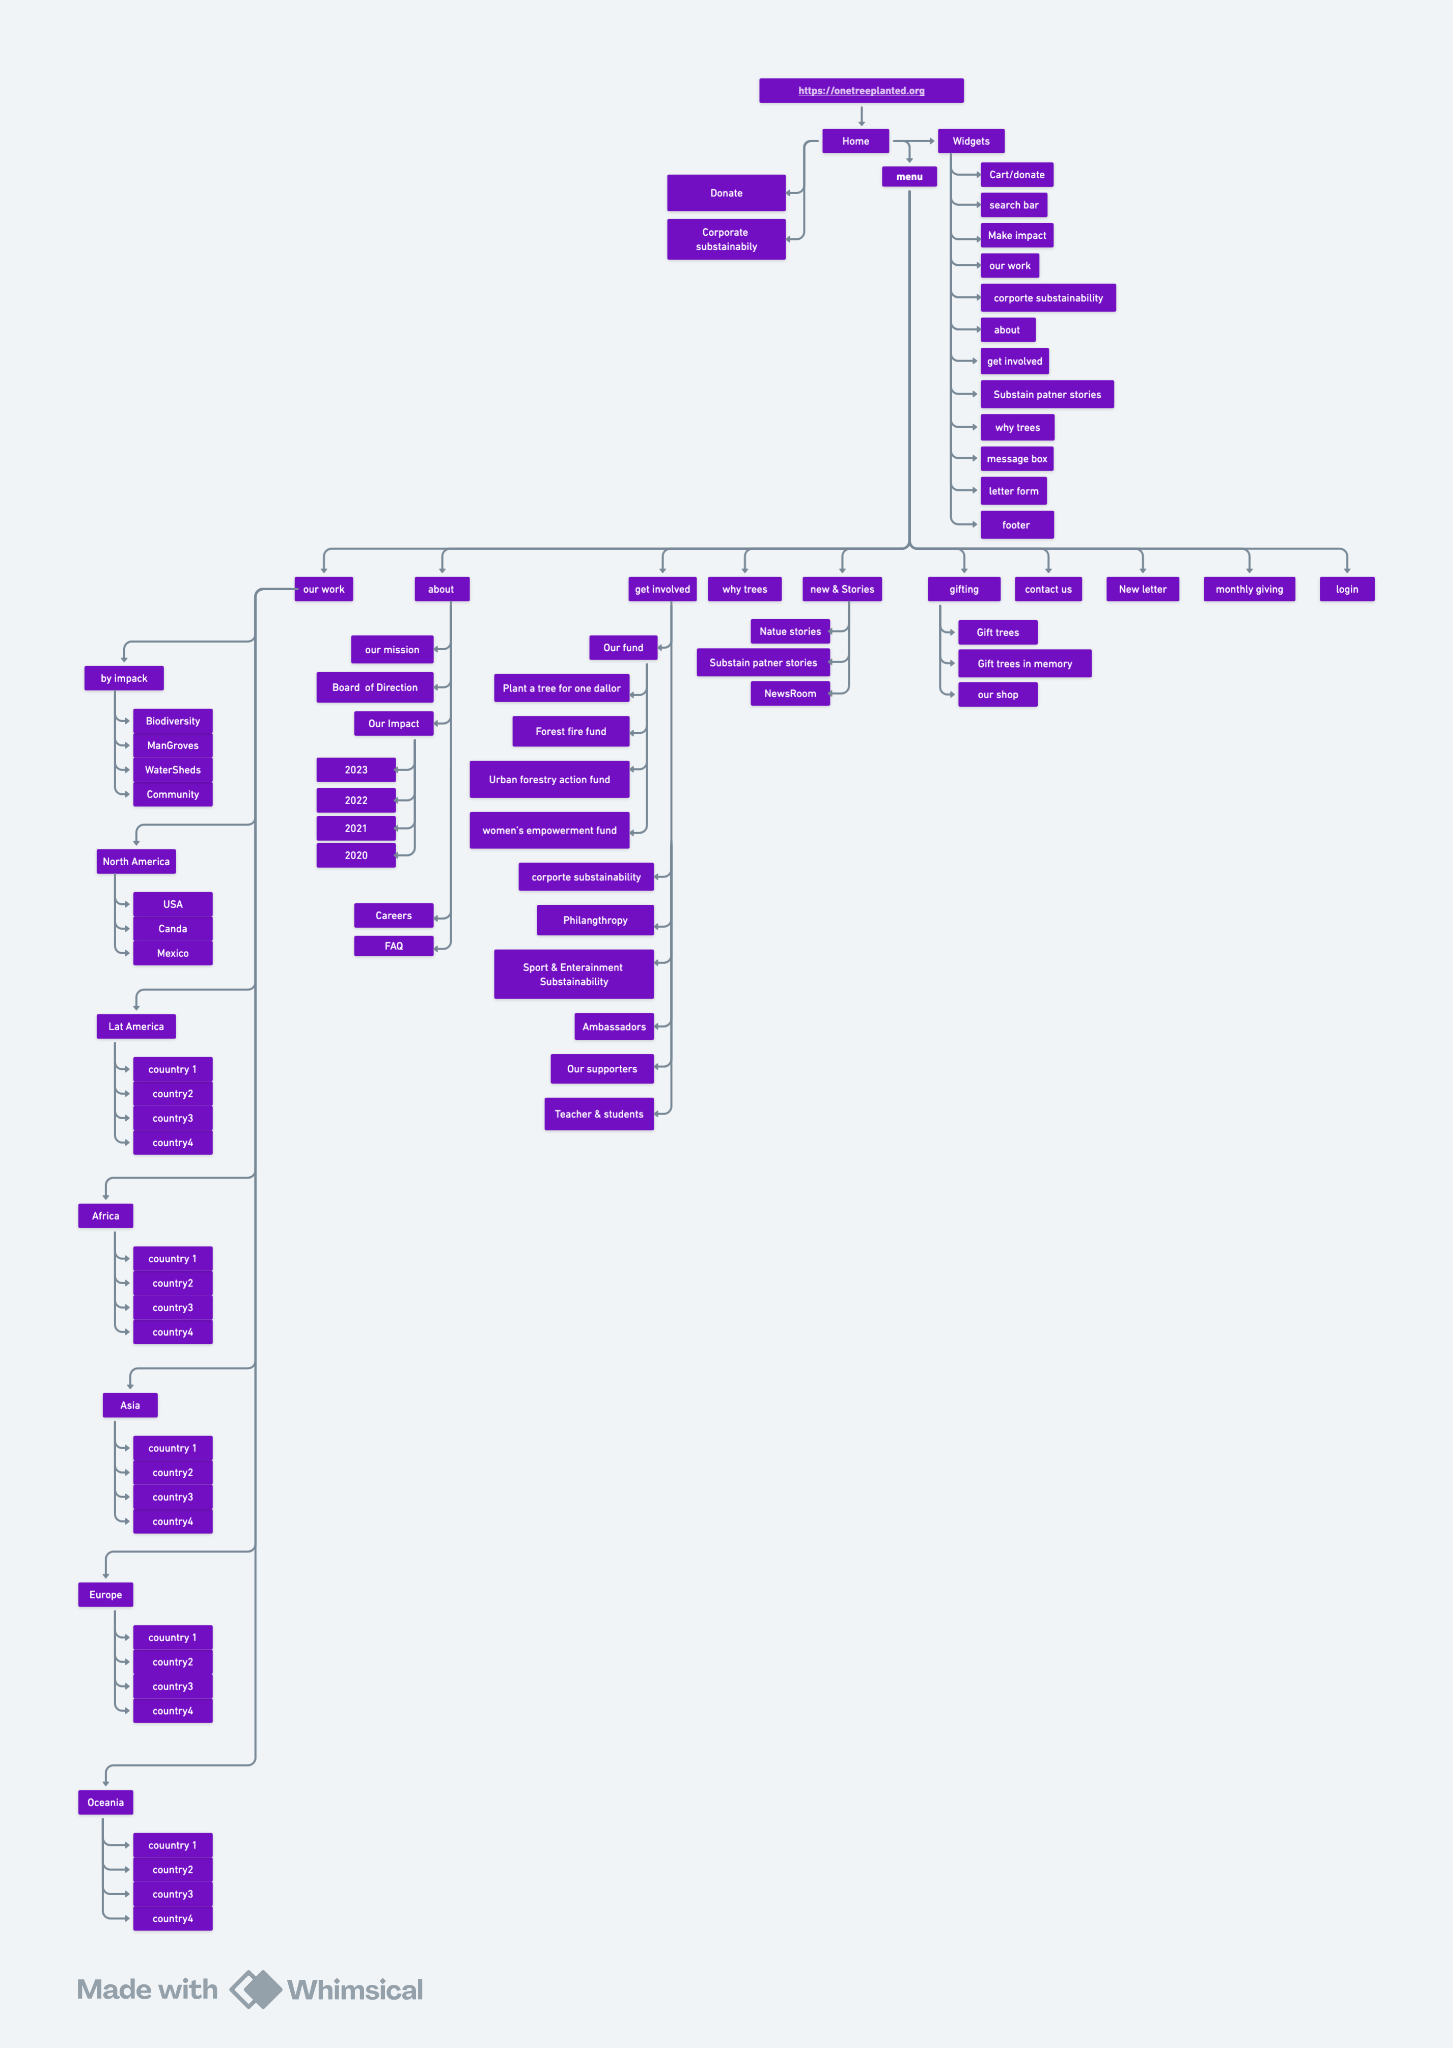 https://onetreeplanted.org
Home
Widgets
menu
Donate
Corporate
substainabily
Cart/donate
search bar
Make impact
our work
corporte substainability
about
get involved
Substain patner stories
why trees
message box
letter form
footer
our work
about
get involved
why trees
new & Stories
gifting
contact us
New letter
monthly giving
login
by impack
Biodiversity
ManGroves
WaterSheds
Community
North America
USA
Canda
Mexico
Lat America
couuntry 1
country2
country3
country4
Africa
couuntry 1
country2
country3
country4
Asia
couuntry 1
country2
country3
country4
Europe
couuntry 1
country2
country3
country4
Oceania
couuntry 1
country2
country3
country4
our mission
Board of Direction
Our Impact
2023
2022
2021
2020
Careers
FAQ
Our fund
Plant a tree for one dallor
Forest fire fund
Urban forestry action fund
women's empowerment fund
corporte substainability
Philangthropy
Sport & Enterainment
Substainability
Ambassadors
Our supporters
Teacher & students
Natue stories
Substain patner stories
NewsRoom
Gift trees
Gift trees in memory
our shop
Made with Whimsical